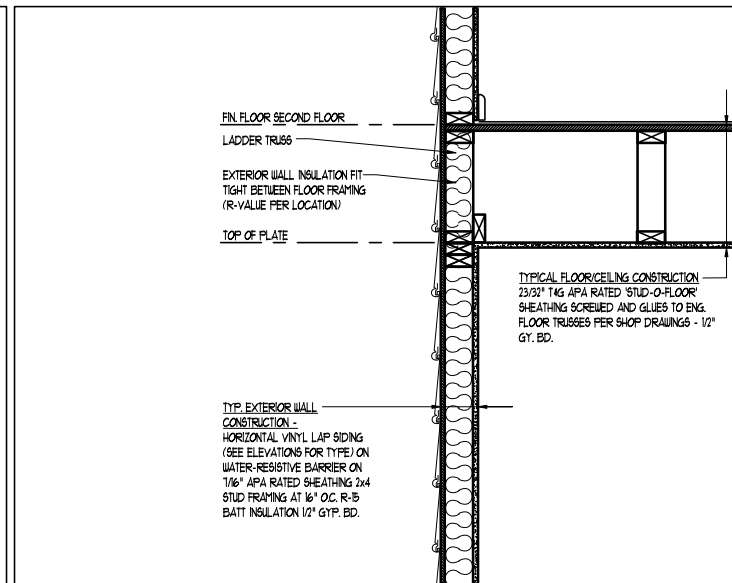 FIN. FLOOR SECOND FLOOR
LADDER TRUSS
EXTERIOR WALL INSULATION FIT
TIGHT BETWEEN FLOOR FRAMING
(R-VALUE PER LOCATION)
TOP OF PLATE
TYPICAL FLOOR/CEILING CONSTRUCTION
23/32" T&G APA RATED 'STUD-O-FLOOR'
SHEATHING SCREWED AND GLUES TO ENG.
FLOOR TRUSSES PER SHOP DRAWINGS - 1/2"
GY. BD.
TYP. EXTERIOR WALL
CONSTRUCTION -
HORIZONTAL VINYL LAP SIDING
(SEE ELEVATIONS FOR TYPE) ON
WATER-RESISTIVE BARRIER ON
7/16" APA RATED SHEATHING 2x4
STUD FRAMING AT 16" O.C. R-15
BATT INSULATION 1/2" GYP. BD.